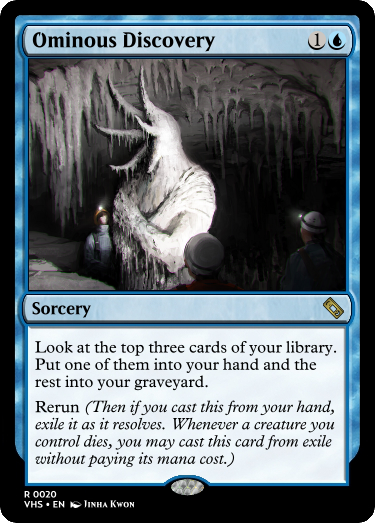 Ominous Discovery 1
Sorcery
Look at the top three cards of your library.
Put one of them into your hand and the
rest into your graveyard.
Rerun (Then if you cast this from your hand,
exile it as it resolves. Whenever a creature you
control dies, you may cast this card from exile
without paying its mana cost.)
R 0020
VHS • EN Jinha Kwon